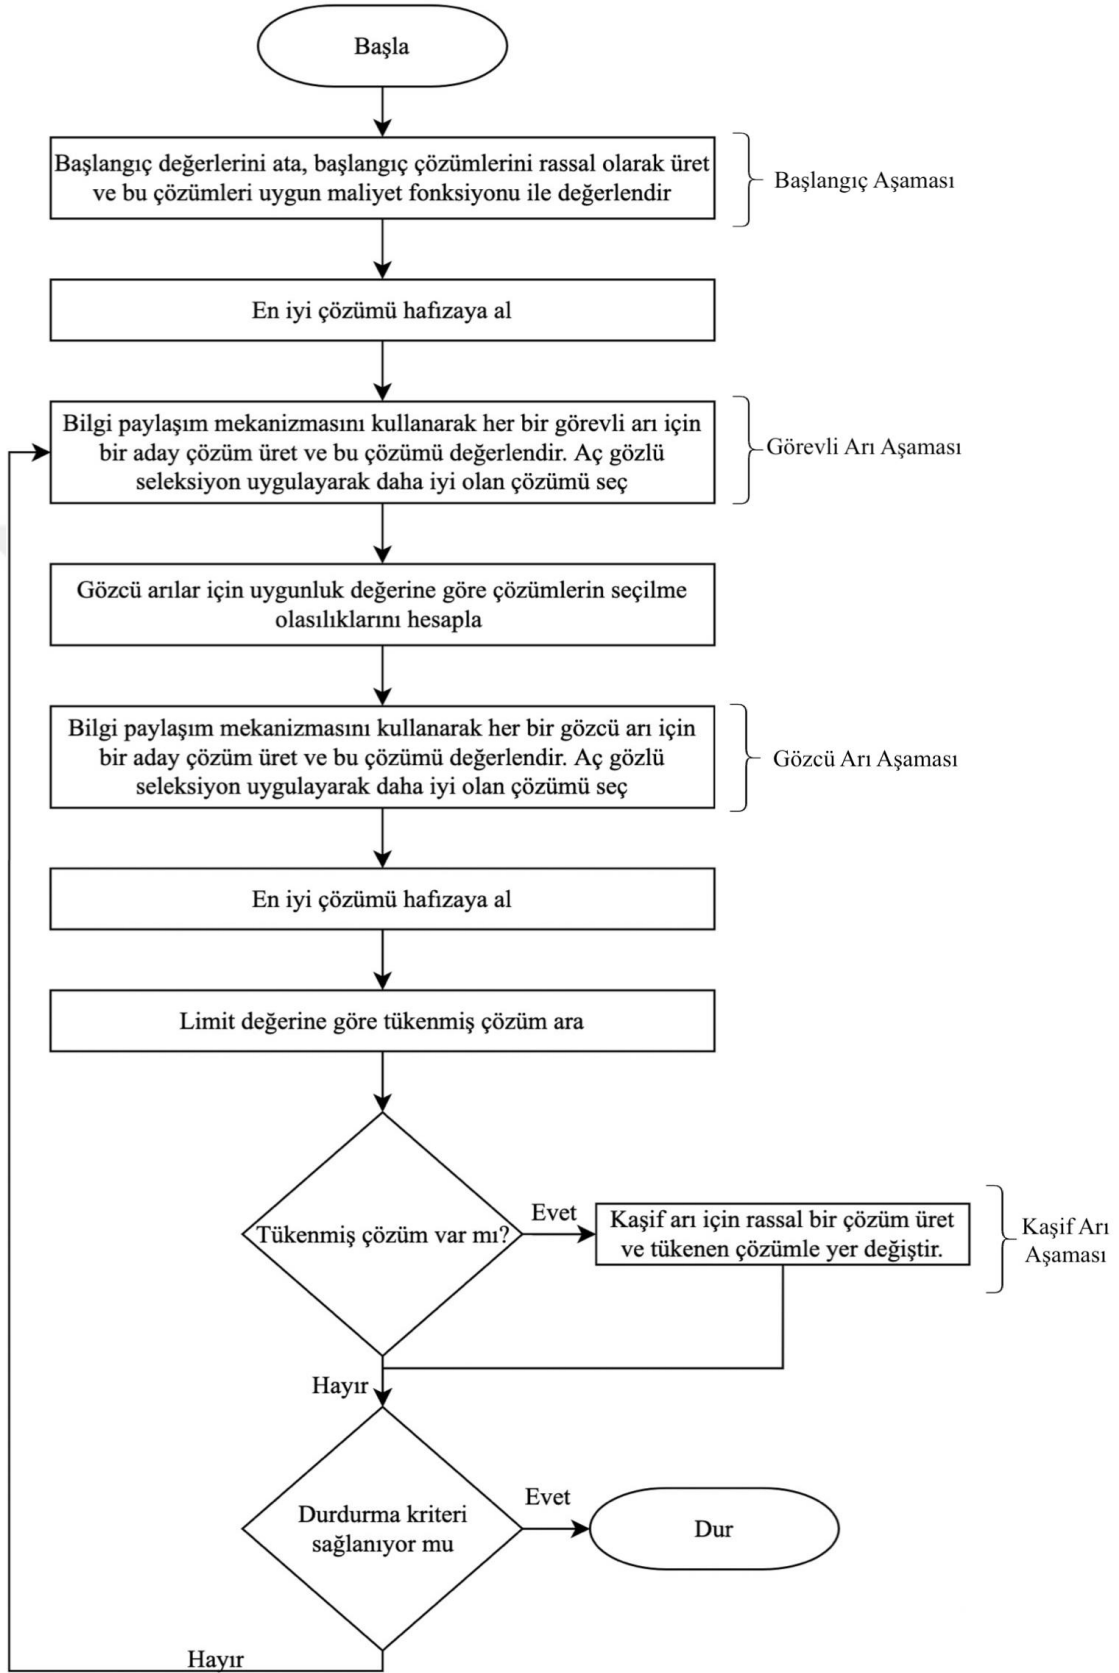 Başla
Başlangıç değerlerini ata, başlangıç çözümlerini rassal olarak üret
ve bu çözümleri uygun maliyet fonksiyonu ile değerlendir
Başlangıç Aşaması
En iyi çözümü hafızaya al
Bilgi paylaşım mekanizmasını kullanarak her bir görevli arı için
bir aday çözüm üret ve bu çözümü değerlendir. Aç gözlü
seleksiyon uygulayarak daha iyi olan çözümü seç
Görevli Arı Aşaması
Gözcü arılar için uygunluk değerine göre çözümlerin seçilme
olasılıklarını hesapla
Bilgi paylaşım mekanizmasını kullanarak her bir gözcü arı için
bir aday çözüm üret ve bu çözümü değerlendir. Aç gözlü
seleksiyon uygulayarak daha iyi olan çözümü seç
Gözcü Arı Aşaması
En iyi çözümü hafızaya al
Limit değerine göre tükenmiş çözüm ara
Tükenmiş çözüm var mı?
Evet
Kaşif arı için rassal bir çözüm üret
ve tükenen çözümle yer değiştir.
Kaşif Arı
Aşaması
Hayır
Durdurma kriteri
sağlanıyor mu
Evet
Dur
Hayır